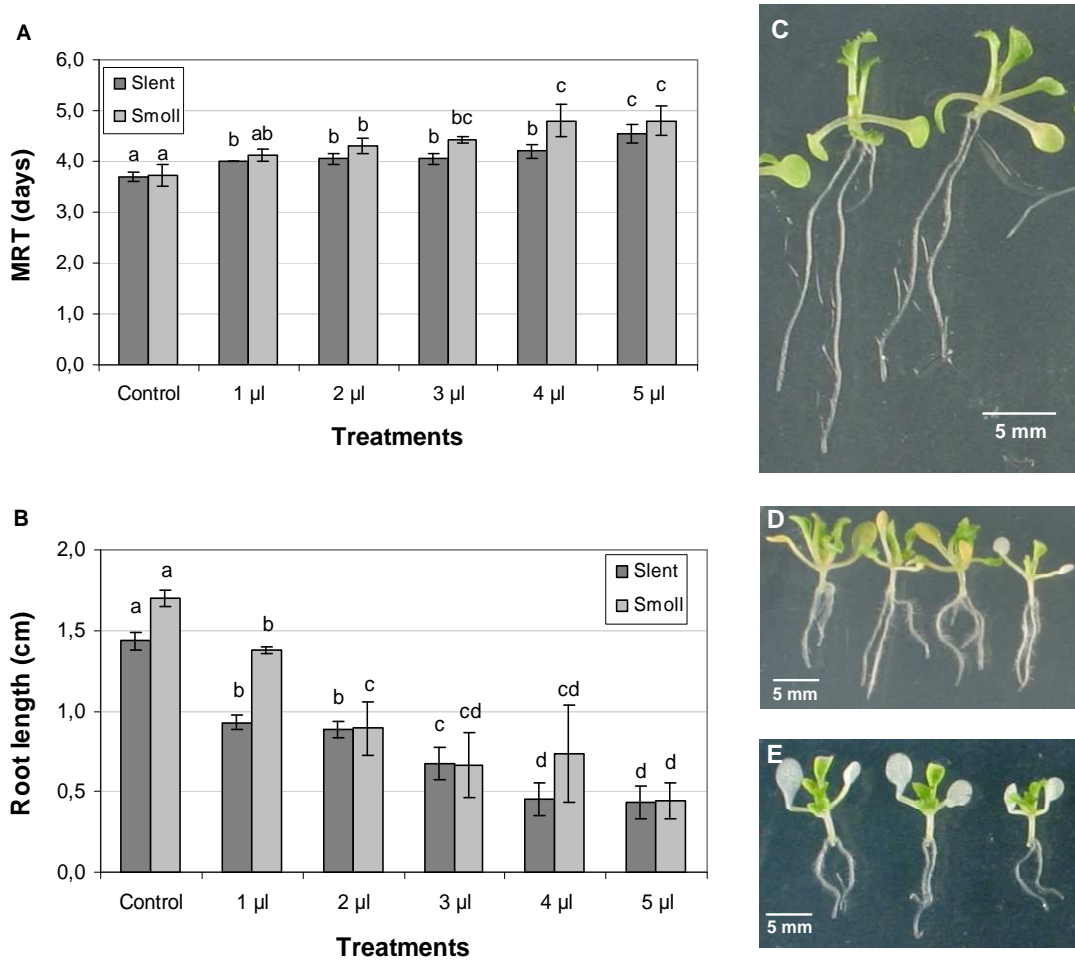 A
MRT (days)
6,0
5,0
4,0
3,0
2,0
1,0
0,0
Slent
Smoll
a a b ab b b b bc b c c c
Control 1 µl 2 µl 3 µl 4 µl 5 µl
Treatments
B
Root length (cm)
2,0
1,5
1,0
0,5
0,0
Slent
Smoll
a a b b b c c cd d cd d d
Control 1 µl 2 µl 3 µl 4 µl 5 µl
Treatments
C
5 mm
D
5 mm
E
5 mm